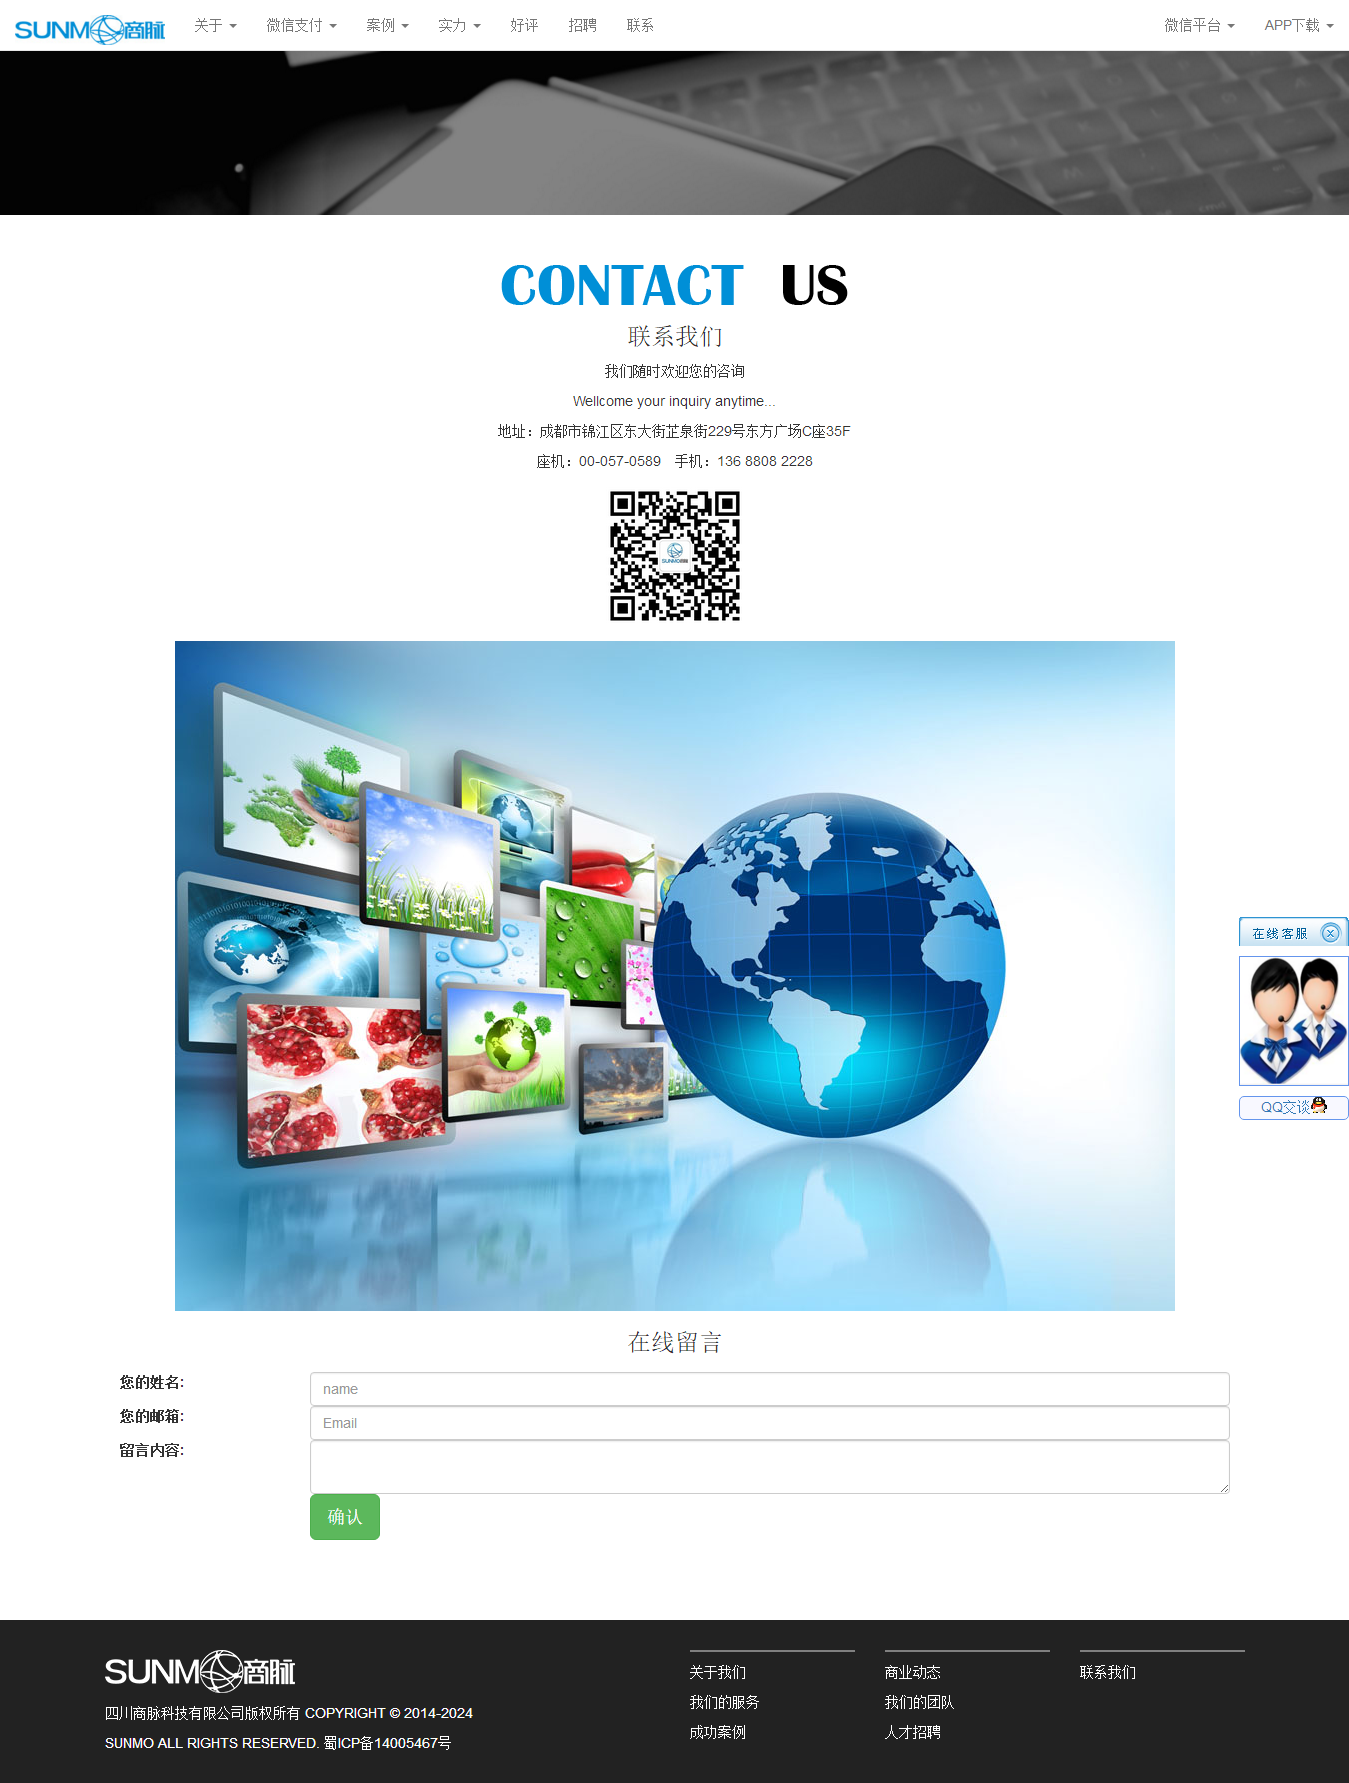 SUNMO商脉 关于 微信支付 案例 实力 好评 招聘 联系 微信平台 APP下载
CONTACT US
联系我们
我们随时欢迎您的咨询
Wellcome your inquiry anytime...
地址：成都市锦江区东大街芷泉街229号东方广场C座35F
座机：00-057-0589 手机：136 8808 2228
SUNMO商脉
在线客服
QQ交谈
在线留言
您的姓名:
name
您的邮箱:
Email
留言内容:
确认
SUNMO商脉
四川商脉科技有限公司版权所有 COPYRIGHT © 2014-2024
SUNMO ALL RIGHTS RESERVED. 蜀ICP备14005467号
关于我们
我们的服务
成功案例
商业动态
我们的团队
人才招聘
联系我们